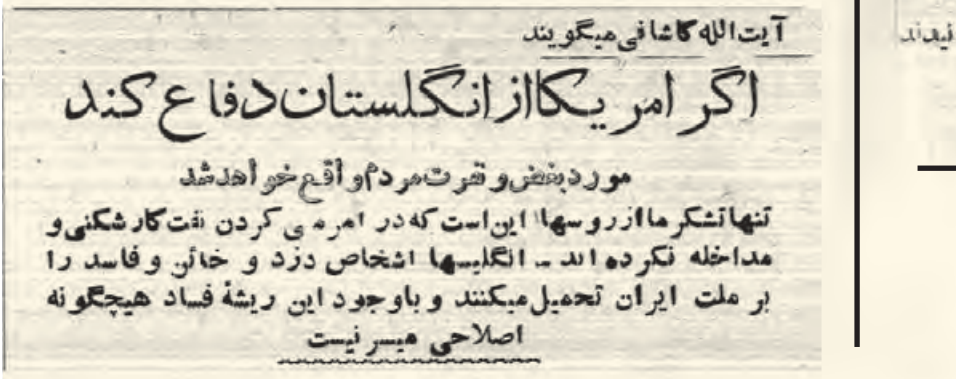 آیت‌الله کاشانی میگویند
اگر امریکا از انگلستان دفاع کند
مورد بغض و نفرت مردم واقع خواهد شد
تنها تشکر ما از روسها این است که در امر ملی کردن نفت کارشکنی و
مداخله نکرده اند ـ انگلیسها اشخاص دزد و خائن و فاسد را
بر ملت ایران تحمیل میکنند و با وجود این ریشهٔ فساد هیچگونه
اصلاحی میسر نیست